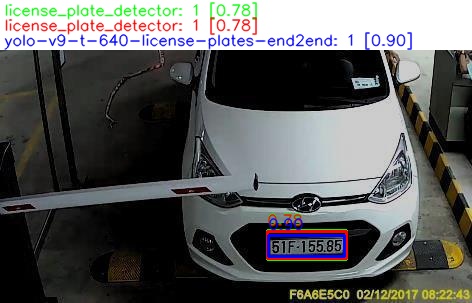 license_plate_detector: 1 [0.78]
license_plate_detector: 1 [0.78]
yolo-v9-t-640-license-plates-end2end: 1 [0.90]
51F-155.85
F6A6E5C0 02/12/2017 08:22:43